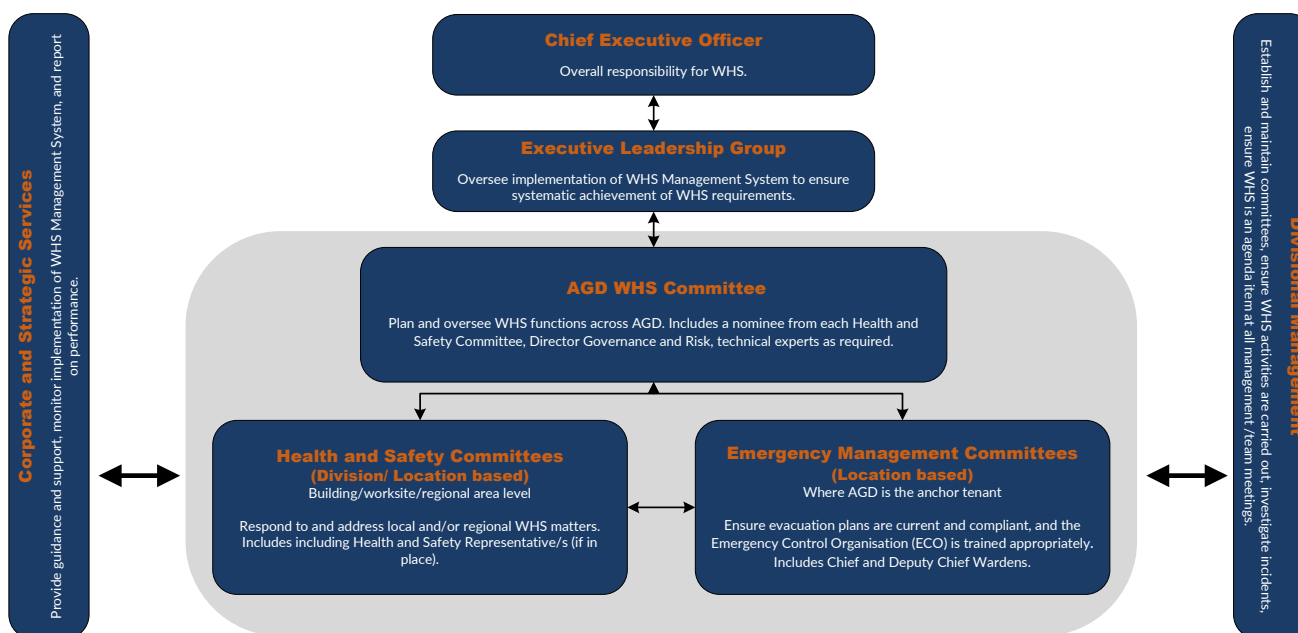 Corporate and Strategic Services
Provide guidance and support, monitor implementation of WHS Management System, and report
on performance.
Chief Executive Officer
Overall responsibility for WHS.
Executive Leadership Group
Oversee implementation of WHS Management System to ensure
systematic achievement of WHS requirements.
AGD WHS Committee
Plan and oversee WHS functions across AGD. Includes a nominee from each Health and
Safety Committee, Director Governance and Risk, technical experts as required.
Health and Safety Committees
(Division/ Location based)
Building/worksite/regional area level
Respond to and address local and/or regional WHS matters.
Includes including Health and Safety Representative/s (if in
place).
Emergency Management Committees
(Location based)
Where AGD is the anchor tenant
Ensure evacuation plans are current and compliant, and the
Emergency Control Organisation (ECO) is trained appropriately.
Includes Chief and Deputy Chief Wardens.
Divisional Management
Establish and maintain committees, ensure WHS activities are carried out, investigate incidents,
ensure WHS is an agenda item at all management /team meetings.